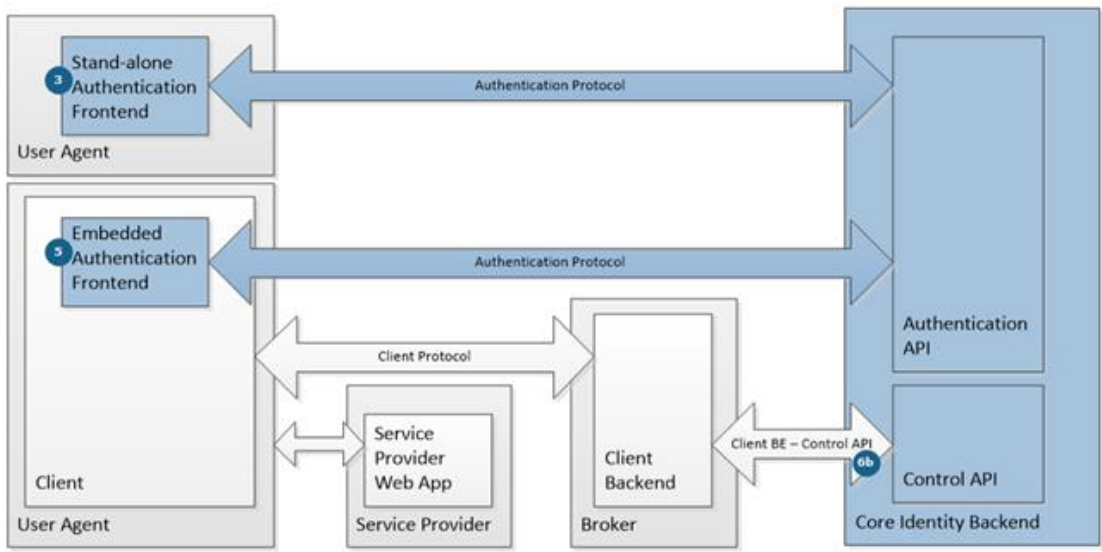 3
Stand-alone
Authentication
Frontend
User Agent
Authentication Protocol
5
Embedded
Authentication
Frontend
Authentication Protocol
Authentication
API
Client Protocol
Service
Provider
Web App
Client
Backend
Client BE – Control API
6b
Control API
Client
User Agent
Service Provider
Broker
Core Identity Backend